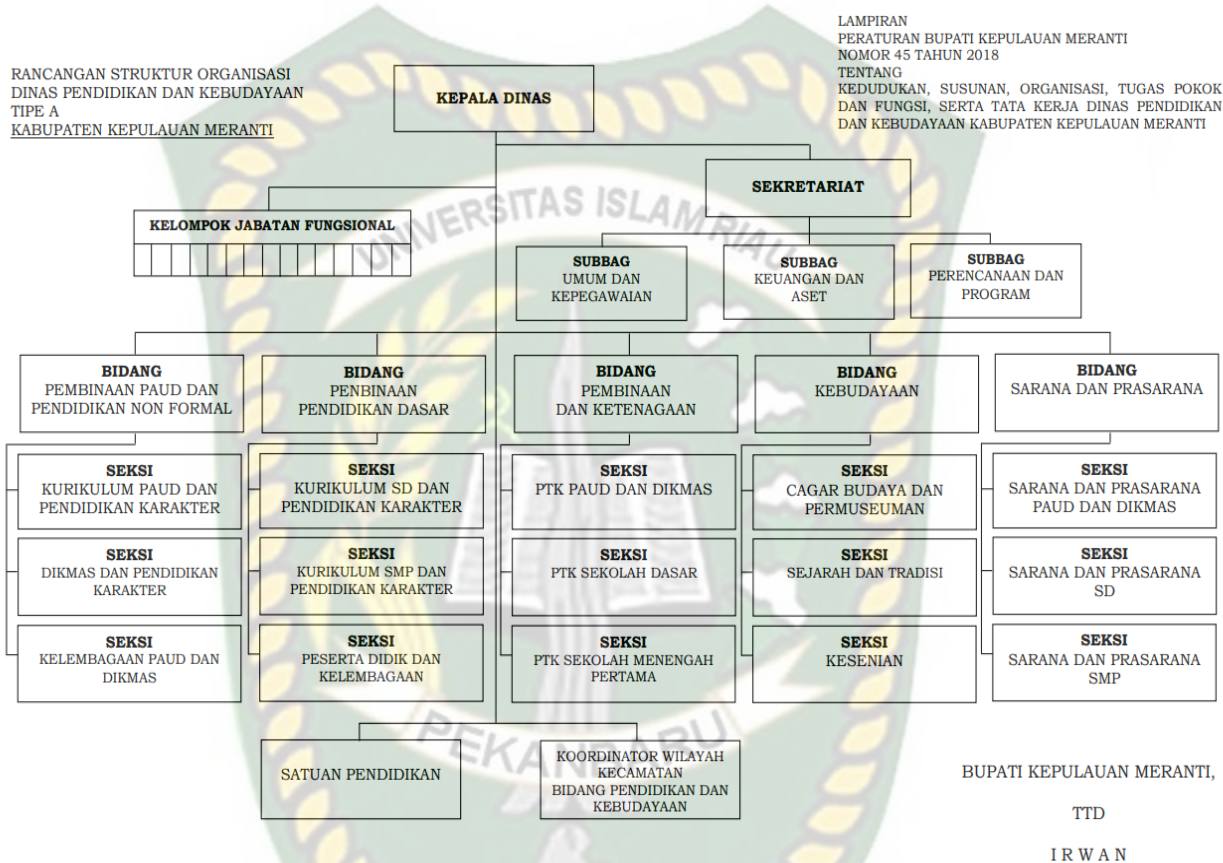 LAMPIRAN
PERATURAN BUPATI KEPULAUAN MERANTI
NOMOR 45 TAHUN 2018
TENTANG
KEDUDUKAN, SUSUNAN, ORGANISASI, TUGAS POKOK
DAN FUNGSI, SERTA TATA KERJA DINAS PENDIDIKAN
DAN KEBUDAYAAN KABUPATEN KEPULAUAN MERANTI
RANCANGAN STRUKTUR ORGANISASI
DINAS PENDIDIKAN DAN KEBUDAYAAN
TIPE A
KABUPATEN KEPULAUAN MERANTI
KEPALA DINAS
SEKRETARIAT
KELOMPOK JABATAN FUNGSIONAL
UNIVERSITAS ISLAM RIAU
SUBBAG
UMUM DAN
KEPEGAWAIAN
SUBBAG
KEUANGAN DAN
ASET
SUBBAG
PERENCANAAN DAN
PROGRAM
BIDANG
PEMBINAAN PAUD DAN
PENDIDIKAN NON FORMAL
BIDANG
PENBINAAN
PENDIDIKAN DASAR
BIDANG
PEMBINAAN
DAN KETENAGAAN
BIDANG
KEBUDAYAAN
BIDANG
SARANA DAN PRASARANA
SEKSI
KURIKULUM PAUD DAN
PENDIDIKAN KARAKTER
SEKSI
KURIKULUM SD DAN
PENDIDIKAN KARAKTER
SEKSI
PTK PAUD DAN DIKMAS
SEKSI
CAGAR BUDAYA DAN
PERMUSEUMAN
SEKSI
SARANA DAN PRASARANA
PAUD DAN DIKMAS
SEKSI
DIKMAS DAN PENDIDIKAN
KARAKTER
SEKSI
KURIKULUM SMP DAN
PENDIDIKAN KARAKTER
SEKSI
PTK SEKOLAH DASAR
SEKSI
SEJARAH DAN TRADISI
SEKSI
SARANA DAN PRASARANA
SD
SEKSI
KELEMBAGAAN PAUD DAN
DIKMAS
SEKSI
PESERTA DIDIK DAN
KELEMBAGAAN
SEKSI
PTK SEKOLAH MENENGAH
PERTAMA
SEKSI
KESENIAN
SEKSI
SARANA DAN PRASARANA
SMP
PEKANBARU
SATUAN PENDIDIKAN
KOORDINATOR WILAYAH
KECAMATAN
BIDANG PENDIDIKAN DAN
KEBUDAYAAN
BUPATI KEPULAUAN MERANTI,
TTD
I R W A N